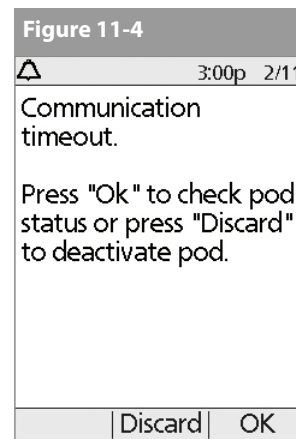 Figure 11-4
3:00p 2/11
Communication
timeout.
Press "Ok" to check pod
status or press "Discard"
to deactivate pod.
Discard OK